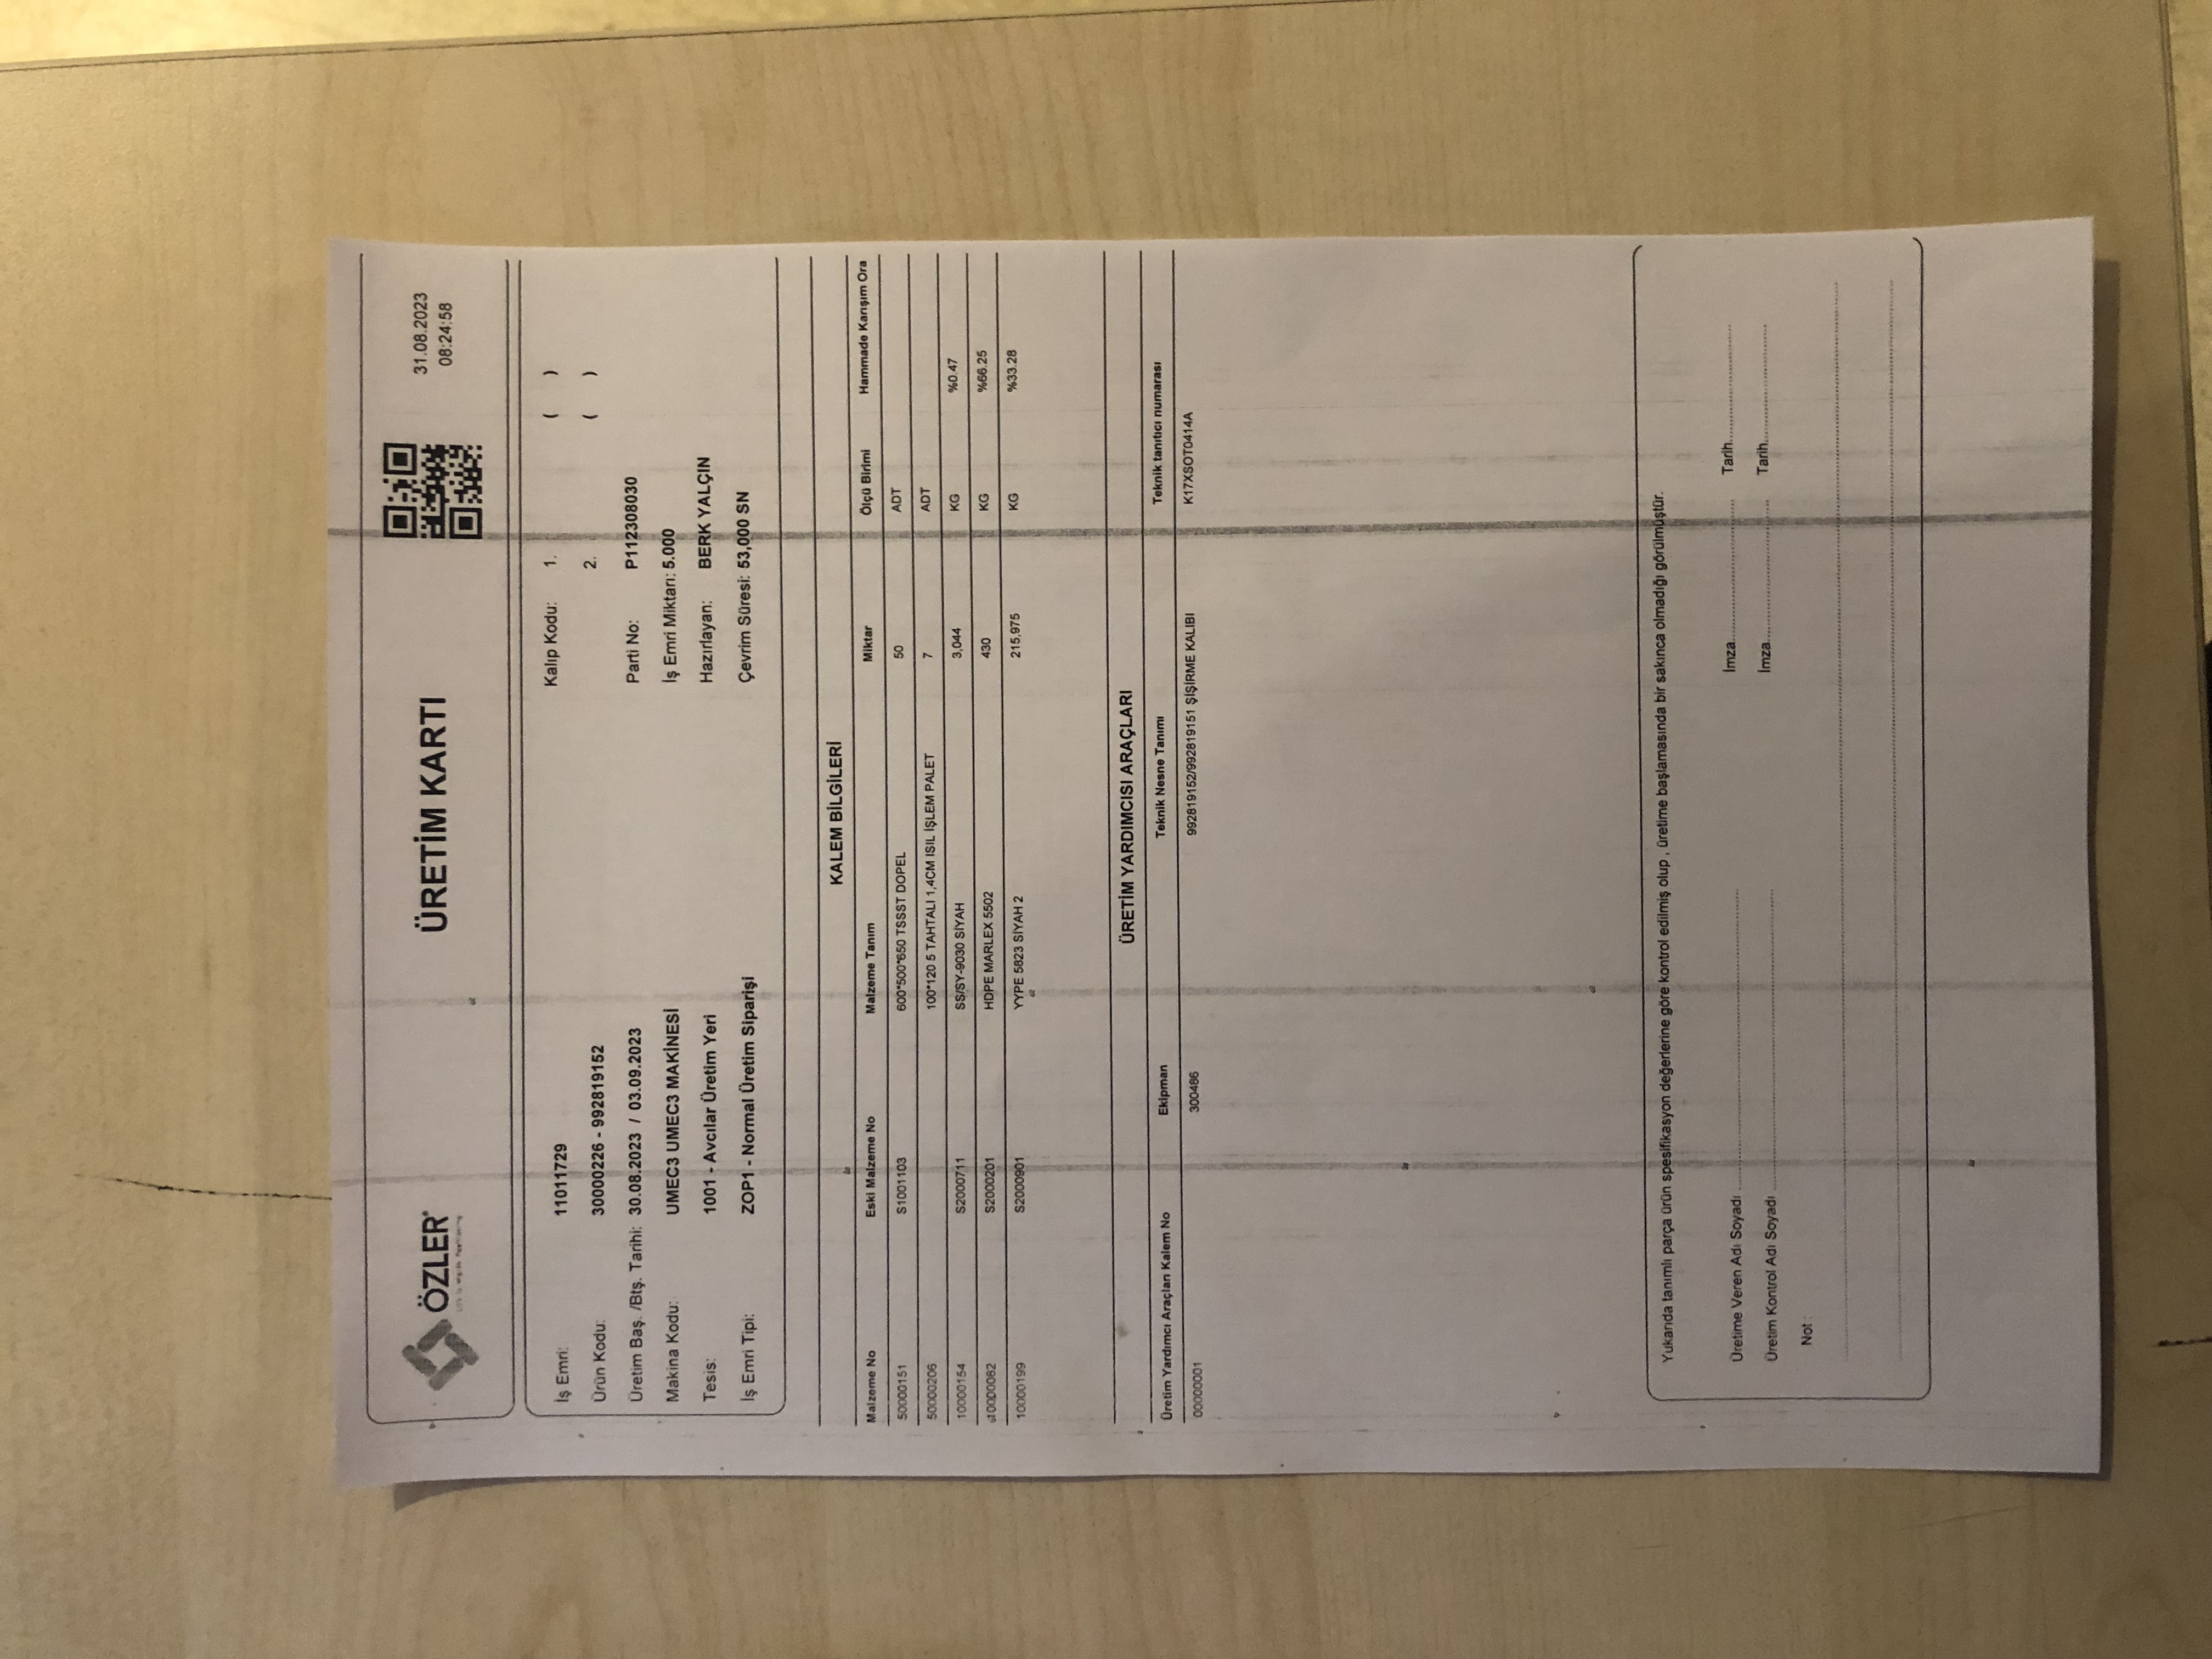 ÖZLER
ÜRETİM KARTI
31.08.2023
08:24:58
İş Emri: 11011729
Ürün Kodu: 30000226 - 992819152
Üretim Baş. /Btş. Tarihi: 30.08.2023 / 03.09.2023
Makina Kodu: UMEC3 UMEC3 MAKİNESİ
Tesis: 1001 - Avcılar Üretim Yeri
İş Emri Tipi: ZOP1 - Normal Üretim Siparişi
Kalıp Kodu: 1. ( )
2. ( )
Parti No: P112308030
İş Emri Miktarı: 5.000
Hazırlayan: BERK YALÇIN
Çevrim Süresi: 53,000 SN
KALEM BİLGİLERİ
Malzeme No Eski Malzeme No Malzeme Tanım Miktar Ölçü Birimi Hammade Karışım Ora
50000151 S1001103 600*500*650 TSSST DOPEL 50 ADT
50000206 100*120 5 TAHTALI 1,4CM ISIL İŞLEM PALET 7 ADT
10000154 S2000711 SS/SY-9030 SİYAH 3,044 KG %0.47
10000082 S2000201 HDPE MARLEX 5502 430 KG %66.25
10000199 S2000901 YYPE 5823 SİYAH 2 215,975 KG %33.28
ÜRETİM YARDIMCISI ARAÇLARI
Üretim Yardımcı Araçları Kalem No Ekipman Teknik Nesne Tanımı Teknik tanıtıcı numarası
00000001 300486 992819152/992819151 ŞİŞİRME KALIBI K17XSOT0414A
Yukarıda tanımlı parça ürün spesifikasyon değerlerine göre kontrol edilmiş olup , üretime başlamasında bir sakınca olmadığı görülmüştür.
Üretime Veren Adı Soyadı ........................ İmza........................ Tarih........................
Üretim Kontrol Adı Soyadı ........................ İmza........................ Tarih........................
Not :